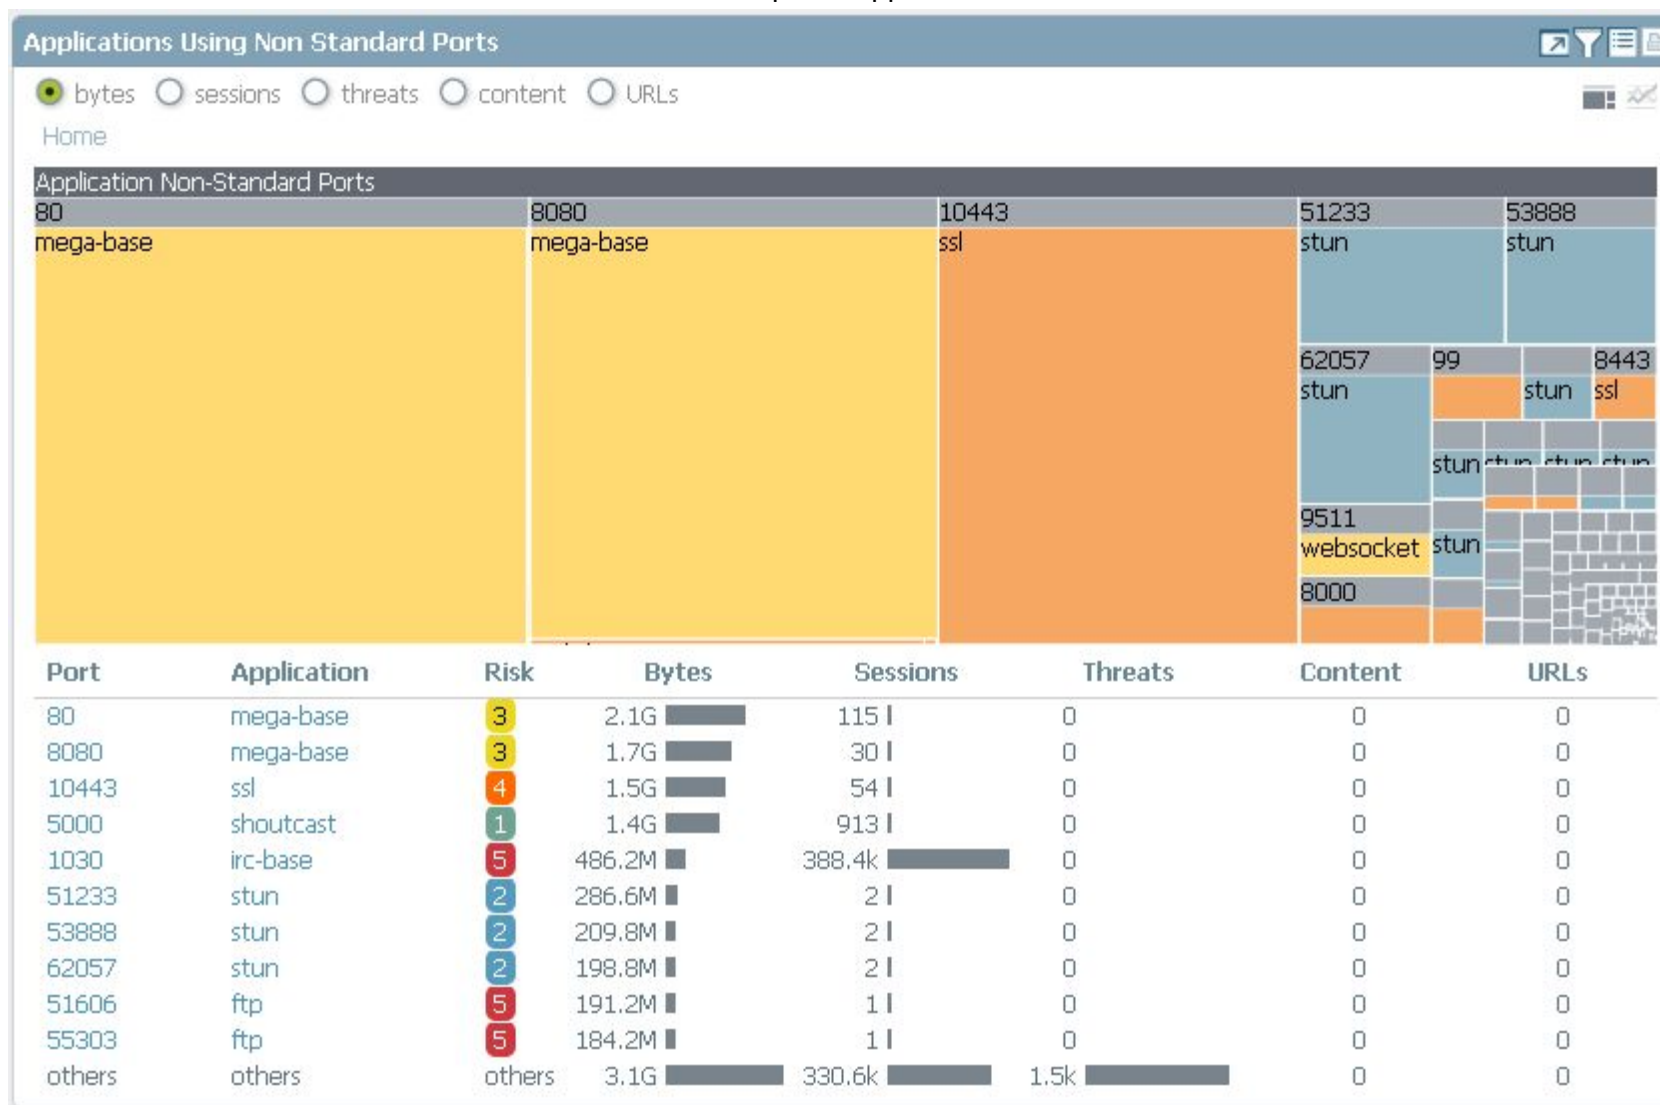 Applications Using Non Standard Ports
bytes sessions threats content URLs
Home
Application Non-Standard Ports
80 8080 10443 51233 53888
mega-base mega-base ssl stun stun
62057 99 8443
stun stun ssl
stun stun stun stun
9511
websocket stun
8000
Port Application Risk Bytes Sessions Threats Content URLs
80 mega-base 3 2.1G 115 0 0 0
8080 mega-base 3 1.7G 30 0 0 0
10443 ssl 4 1.5G 54 0 0 0
5000 shoutcast 1 1.4G 913 0 0 0
1030 irc-base 5 486.2M 388.4k 0 0 0
51233 stun 2 286.6M 2 0 0 0
53888 stun 2 209.8M 2 0 0 0
62057 stun 2 198.8M 2 0 0 0
51606 ftp 5 191.2M 1 0 0 0
55303 ftp 5 184.2M 1 0 0 0
others others others 3.1G 330.6k 1.5k 0 0